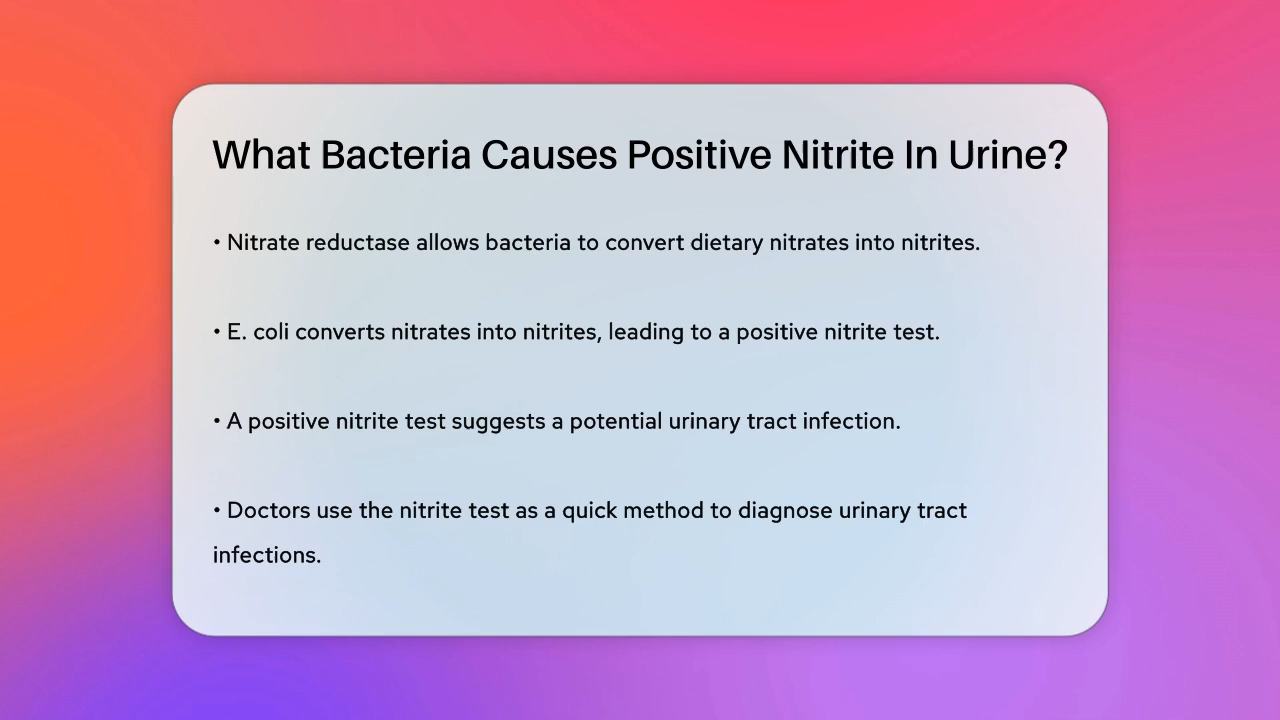 What Bacteria Causes Positive Nitrite In Urine?
• Nitrate reductase allows bacteria to convert dietary nitrates into nitrites.
• E. coli converts nitrates into nitrites, leading to a positive nitrite test.
• A positive nitrite test suggests a potential urinary tract infection.
• Doctors use the nitrite test as a quick method to diagnose urinary tract
infections.